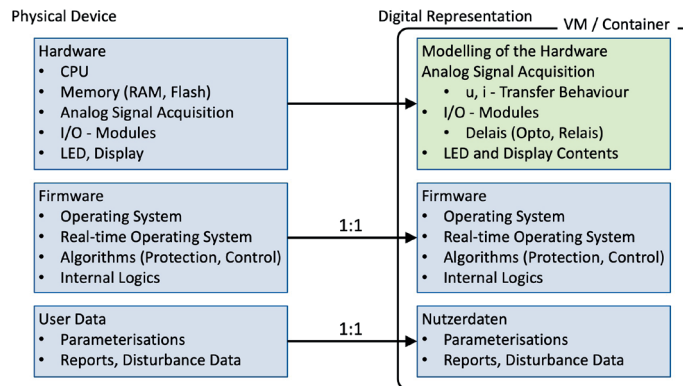 Physical Device
Digital Representation
VM / Container
Hardware
• CPU
• Memory (RAM, Flash)
• Analog Signal Acquisition
• I/O - Modules
• LED, Display
Modelling of the Hardware
Analog Signal Acquisition
• u, i - Transfer Behaviour
• I/O - Modules
• Delais (Opto, Relais)
• LED and Display Contents
Firmware
• Operating System
• Real-time Operating System
• Algorithms (Protection, Control)
• Internal Logics
1:1
Firmware
• Operating System
• Real-time Operating System
• Algorithms (Protection, Control)
• Internal Logics
User Data
• Parameterisations
• Reports, Disturbance Data
1:1
Nutzerdaten
• Parameterisations
• Reports, Disturbance Data